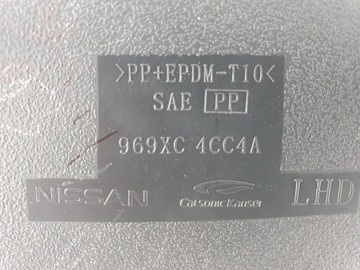 >PP+EPDM-T10<
SAE PP
969XC 4CC4A
NISSAN CalsonicKansei LHD